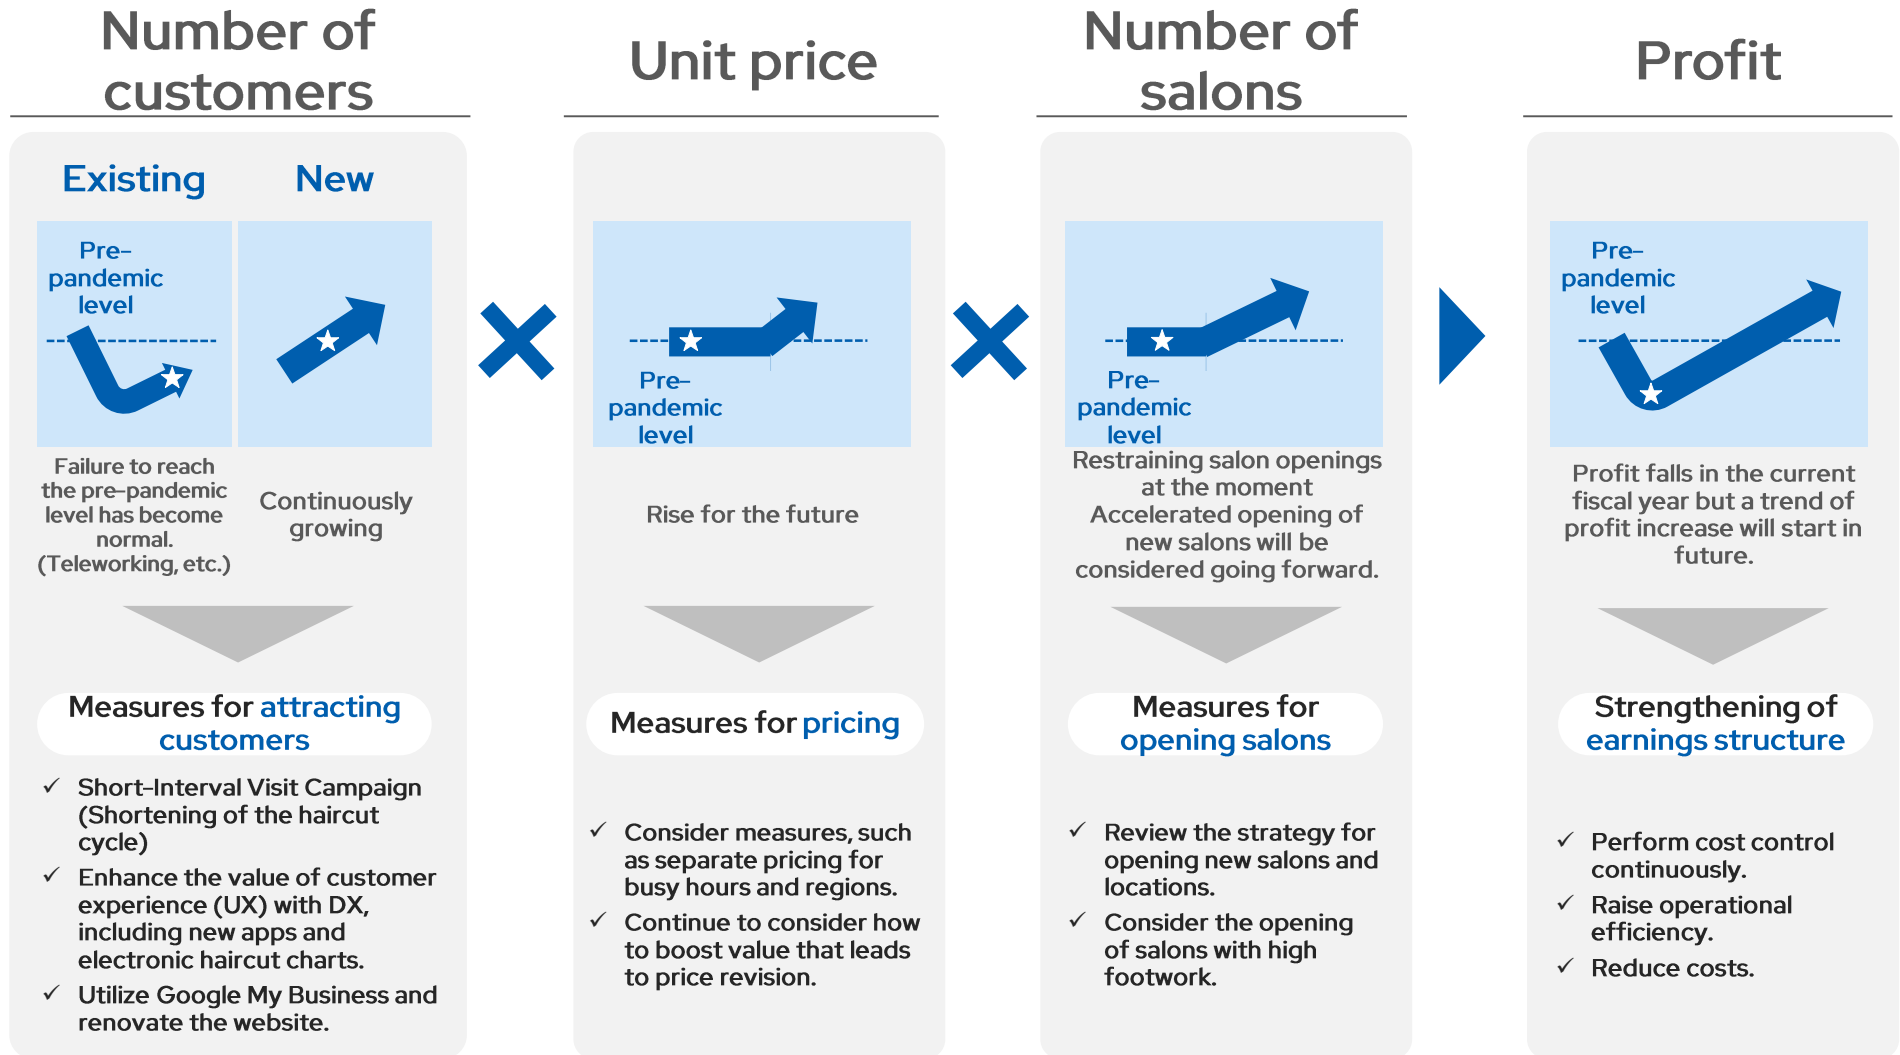 Number of
customers
Existing
New
Pre-
pandemic
level
Failure to reach
the pre-pandemic
level has become
normal.
(Teleworking, etc.)
Continuously
growing
Measures for attracting
customers
✓ Short-Interval Visit Campaign
(Shortening of the haircut
cycle)
✓ Enhance the value of customer
experience (UX) with DX,
including new apps and
electronic haircut charts.
✓ Utilize Google My Business and
renovate the website.
Unit price
Pre-
pandemic
level
Rise for the future
Measures for pricing
✓ Consider measures, such
as separate pricing for
busy hours and regions.
✓ Continue to consider how
to boost value that leads
to price revision.
Number of
salons
Pre-
pandemic
level
Restraining salon openings
at the moment
Accelerated opening of
new salons will be
considered going forward.
Measures for
opening salons
✓ Review the strategy for
opening new salons and
locations.
✓ Consider the opening
of salons with high
footwork.
Profit
Pre-
pandemic
level
Profit falls in the current
fiscal year but a trend of
profit increase will start in
future.
Strengthening of
earnings structure
✓ Perform cost control
continuously.
✓ Raise operational
efficiency.
✓ Reduce costs.